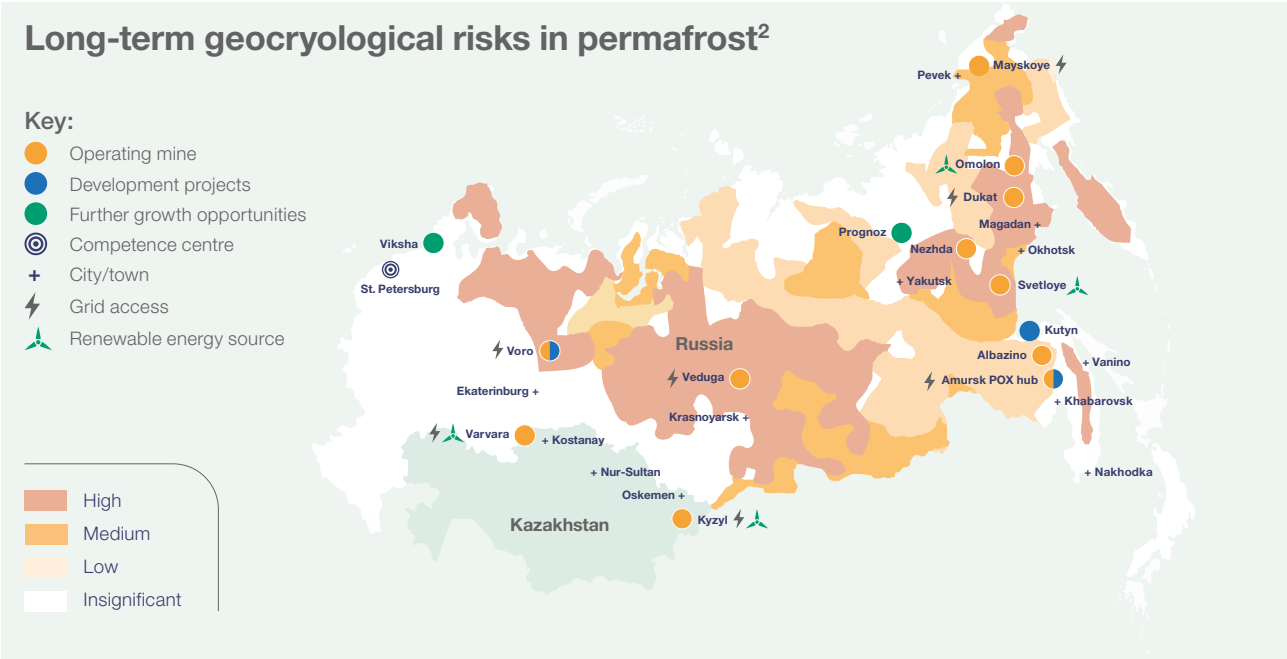 Long-term geocryological risks in permafrost2
Key:
Operating mine
Development projects
Further growth opportunities
Competence centre
+ City/town
Grid access
Renewable energy source
High
Medium
Low
Insignificant
Pevek +
Mayskoye
Omolon
Dukat
Magadan +
Prognoz
Nezhda
+ Okhotsk
+ Yakutsk
Svetloye
Viksha
St. Petersburg
Kutyn
Russia
Voro
Albazino
+ Vanino
Veduga
Amursk POX hub
Ekaterinburg +
+ Khabarovsk
Krasnoyarsk +
Varvara
+ Kostanay
+ Nur-Sultan
+ Nakhodka
Oskemen +
Kazakhstan
Kyzyl